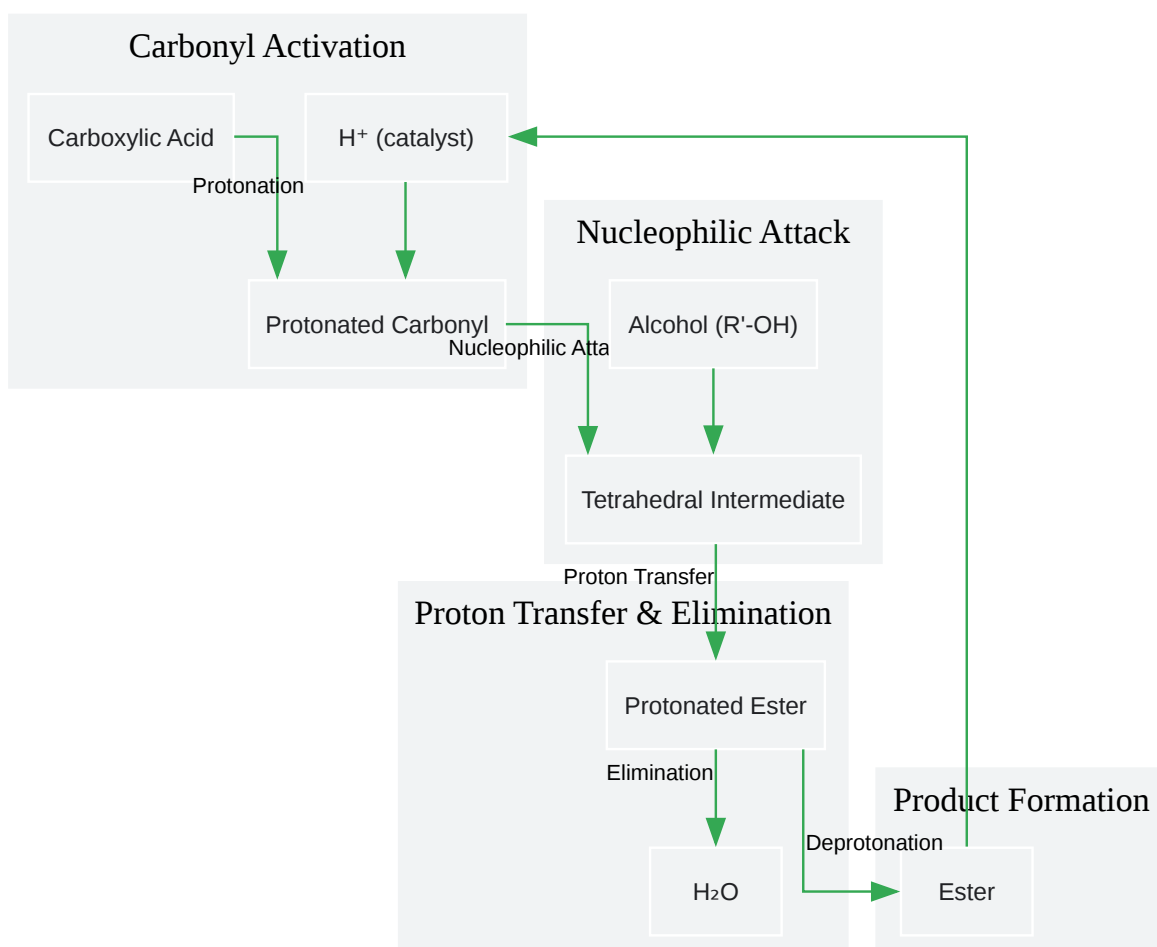 Carbonyl Activation
Carboxylic Acid
H⁺ (catalyst)
Protonation
Protonated Carbonyl
Nucleophilic Attack
Nucleophilic Atta
Alcohol (R'-OH)
Tetrahedral Intermediate
Proton Transfer
Proton Transfer & Elimination
Protonated Ester
Elimination
H₂O
Product Formation
Deprotonation
Ester